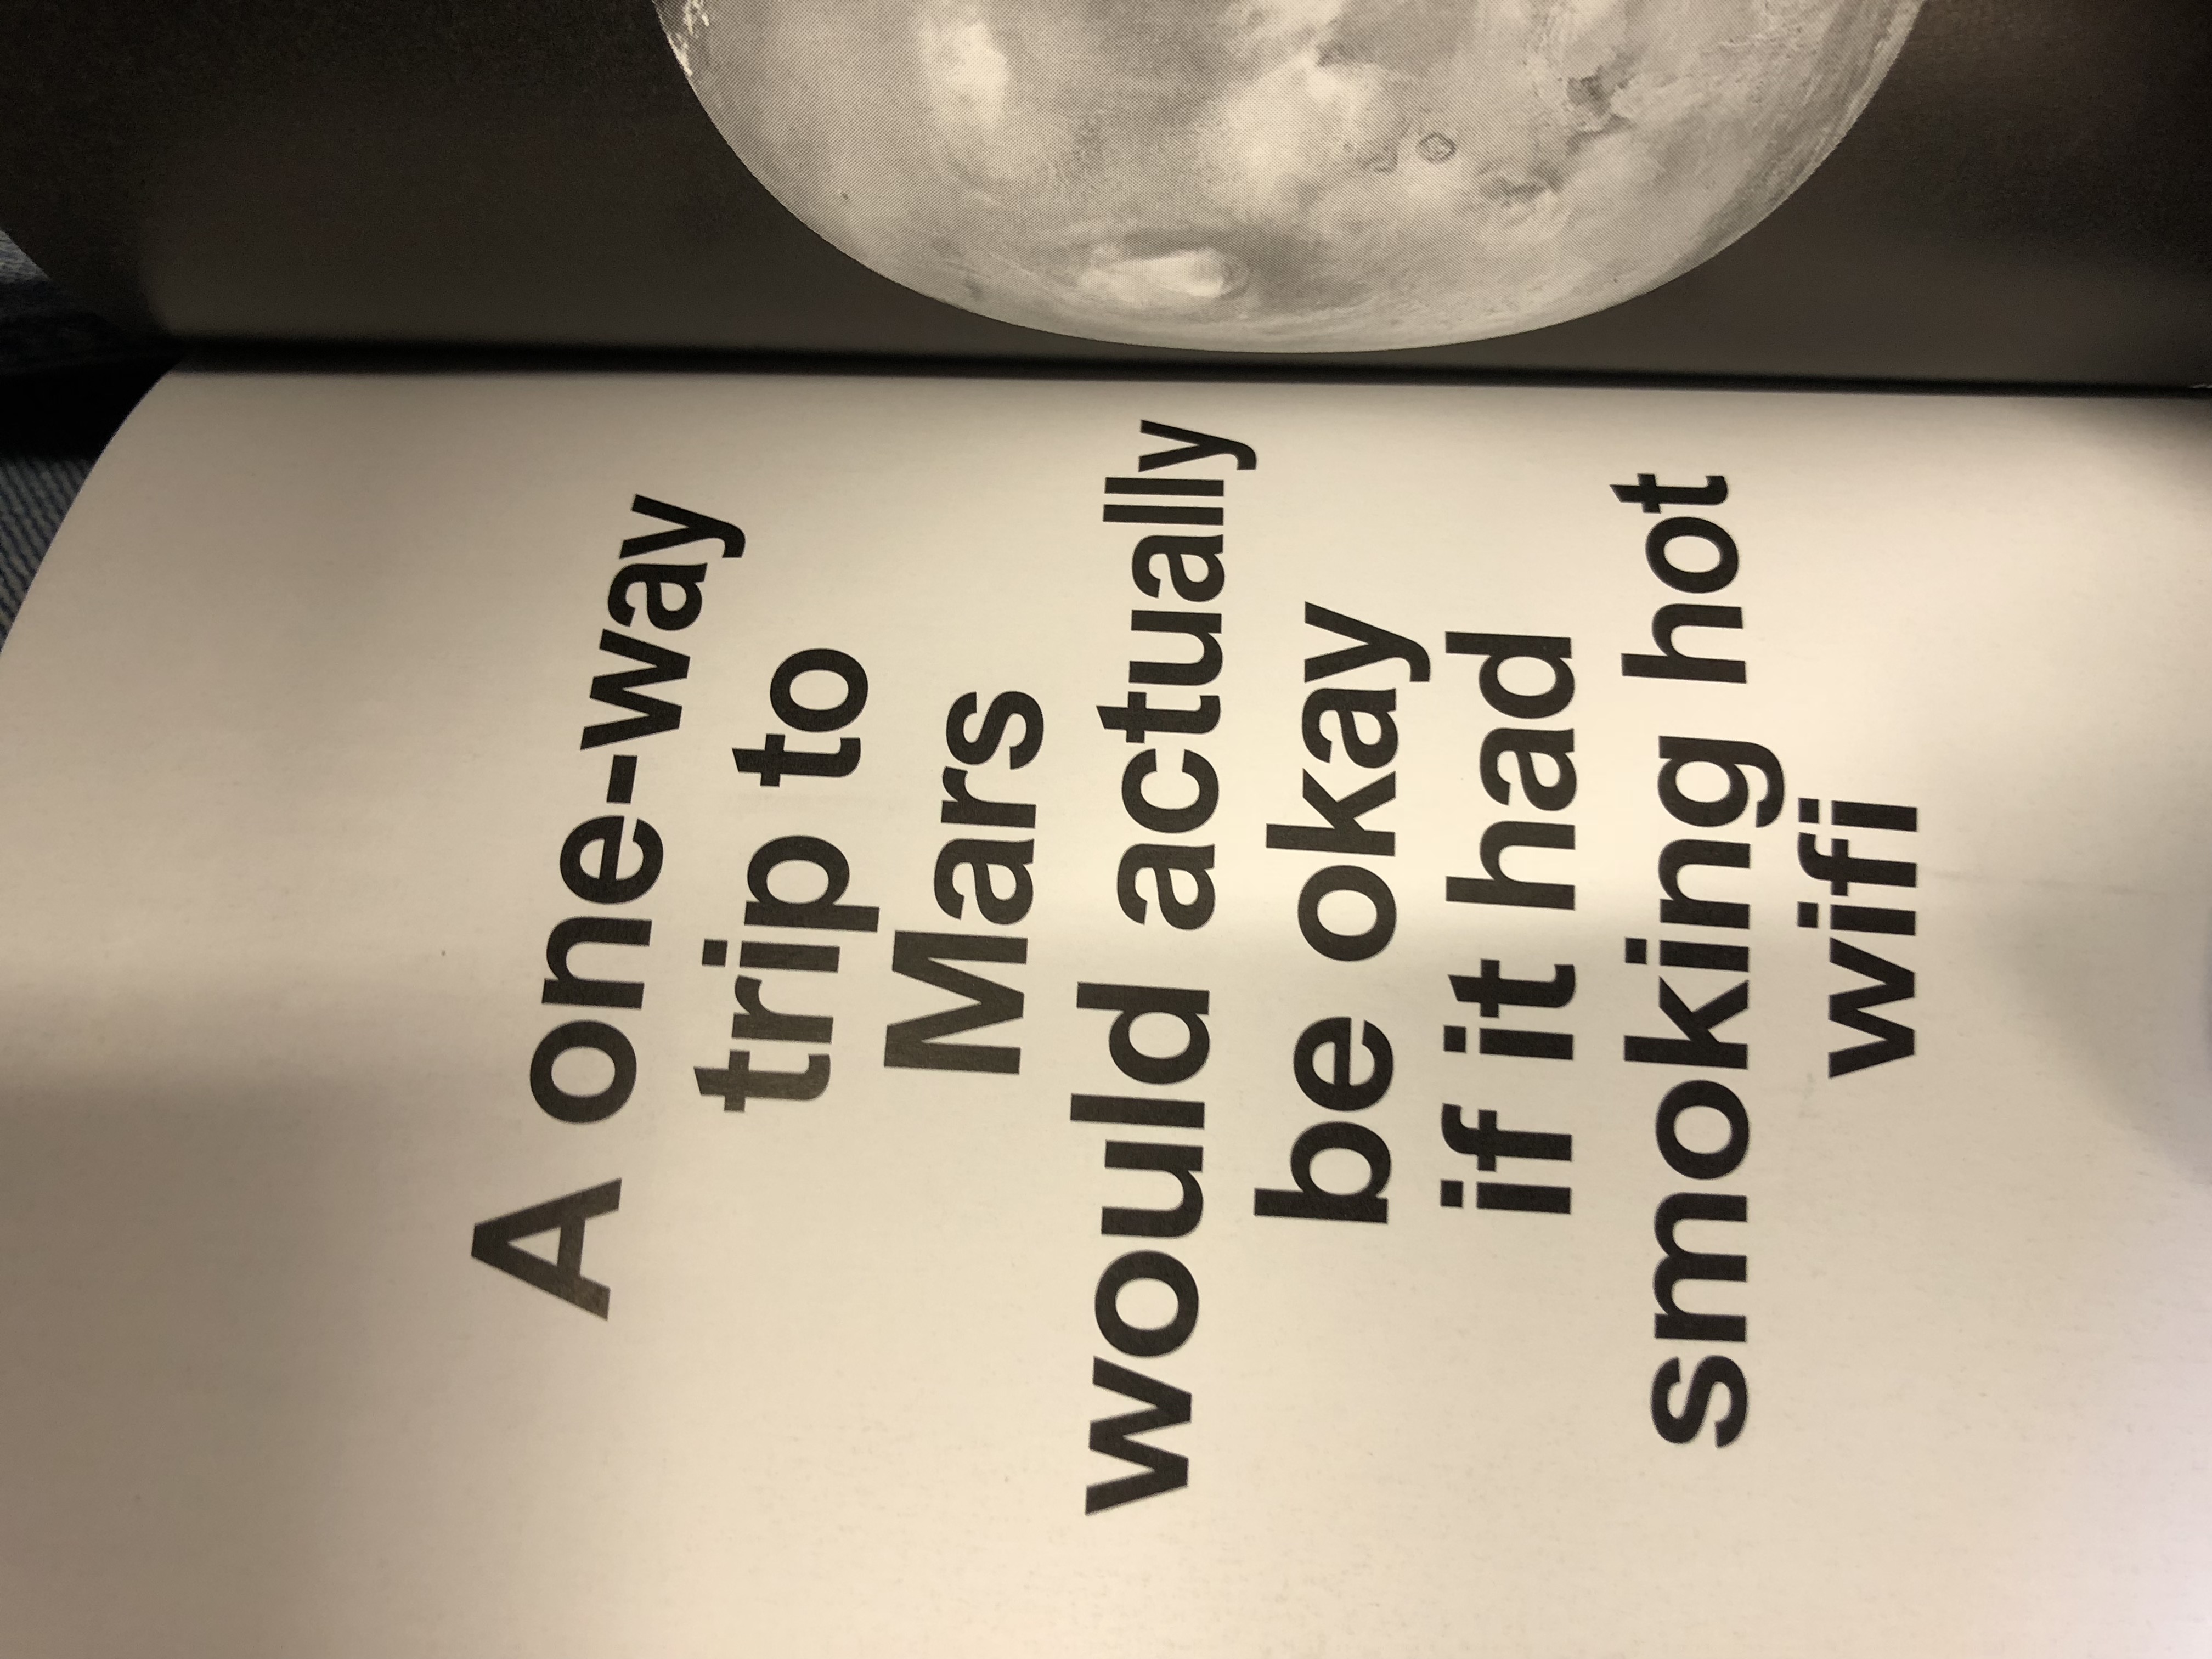 A one-way
trip to
Mars
would actually
be okay
if it had
smoking hot
wifi